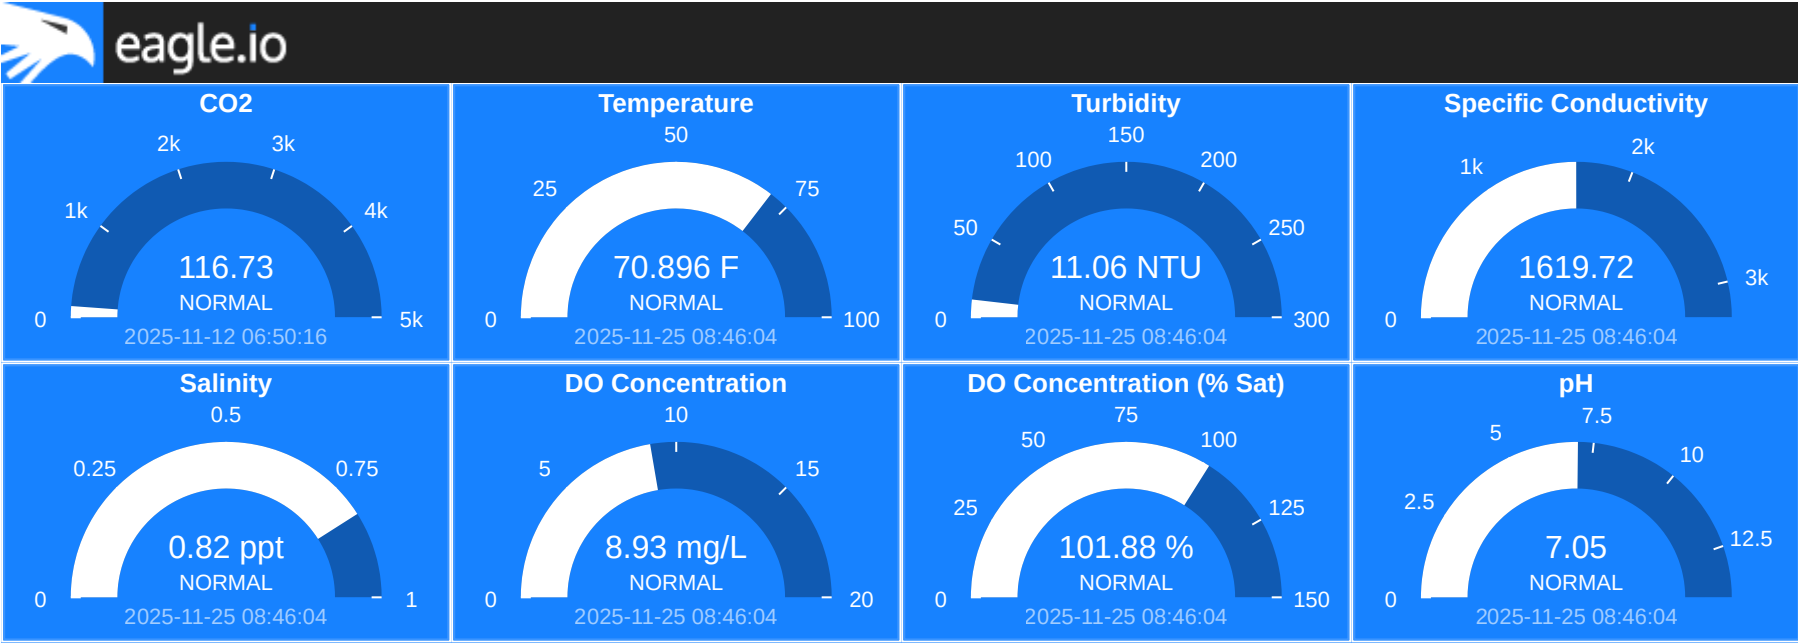 eagle.io
CO2
2k
3k
1k
4k
116.73
NORMAL
0
5k
2025-11-12 06:50:16
Temperature
50
25
75
70.896 F
NORMAL
0
100
2025-11-25 08:46:04
Turbidity
150
100
200
50
250
11.06 NTU
NORMAL
0
300
2025-11-25 08:46:04
Specific Conductivity
2k
1k
1619.72
3k
NORMAL
0
2025-11-25 08:46:04
Salinity
0.5
0.25
0.75
0.82 ppt
NORMAL
0
1
2025-11-25 08:46:04
DO Concentration
10
5
15
8.93 mg/L
NORMAL
0
20
2025-11-25 08:46:04
DO Concentration (% Sat)
75
50
100
25
125
101.88 %
NORMAL
0
150
2025-11-25 08:46:04
pH
7.5
5
10
2.5
12.5
7.05
NORMAL
0
2025-11-25 08:46:04